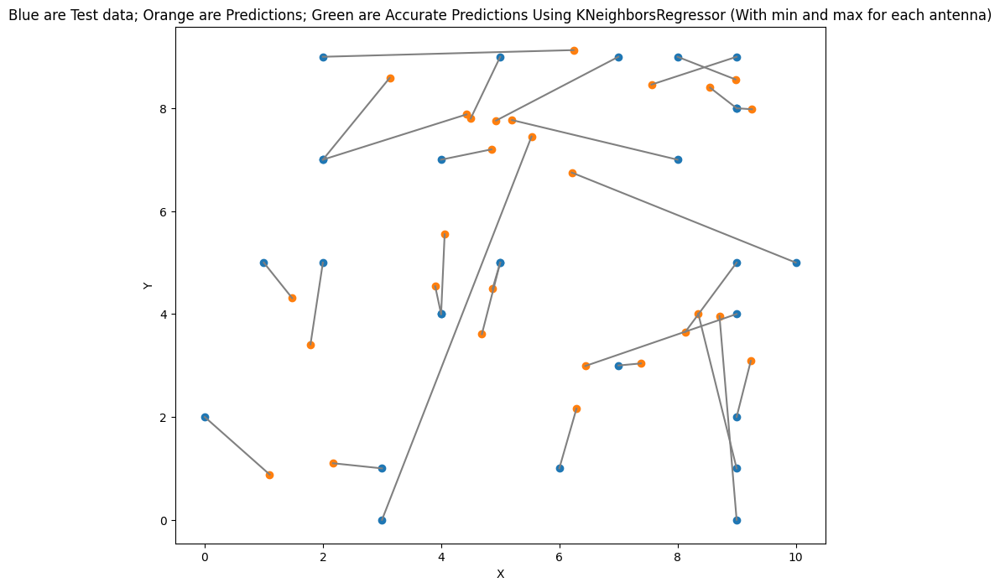 Blue are Test data; Orange are Predictions; Green are Accurate Predictions Using KNeighborsRegressor (With min and max for each antenna)
8
6
Y
4
2
0
0 2 4 6 8 10
X